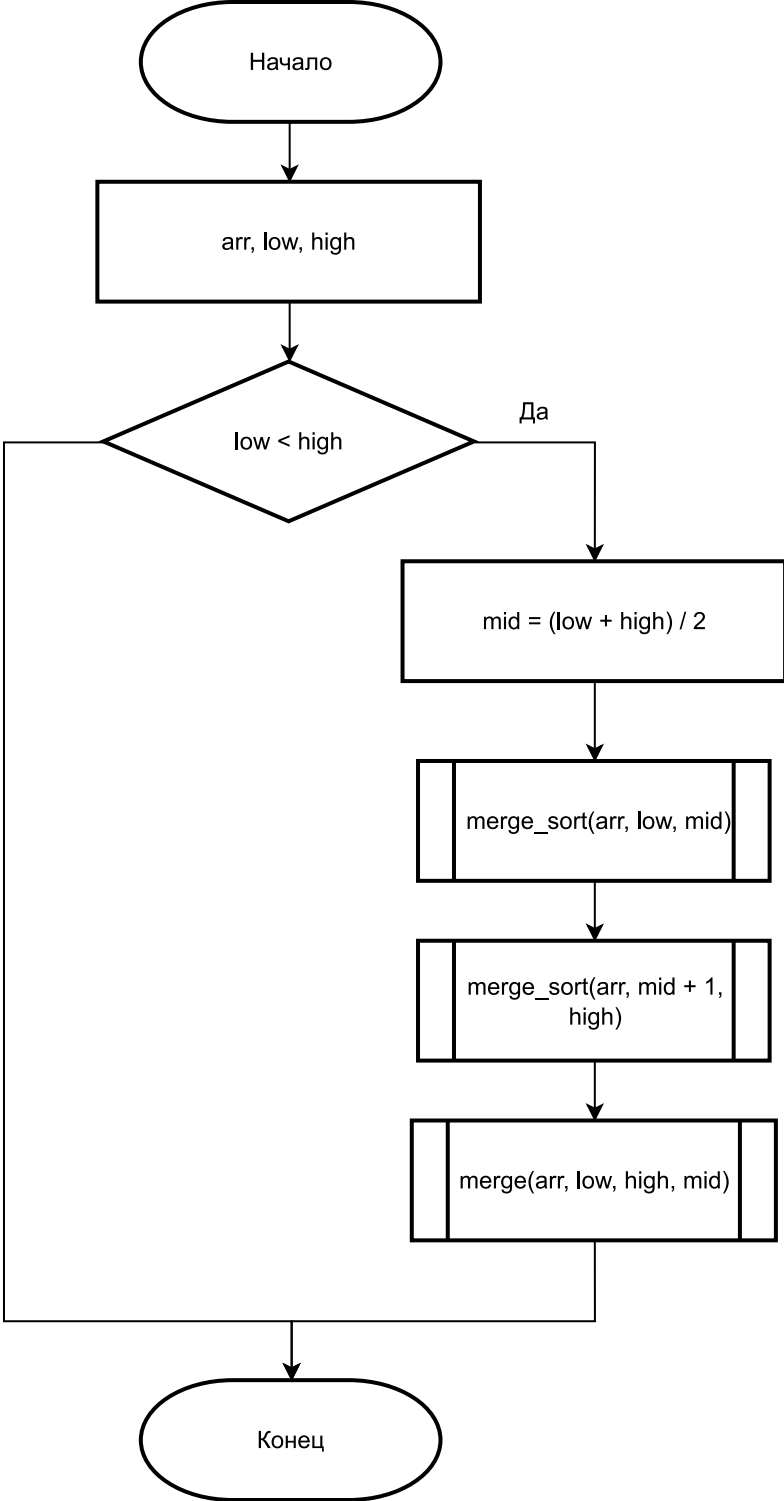 Начало
arr, low, high
low < high
Да
mid = (low + high) / 2
merge_sort(arr, low, mid)
merge_sort(arr, mid + 1,
high)
merge(arr, low, high, mid)
Конец